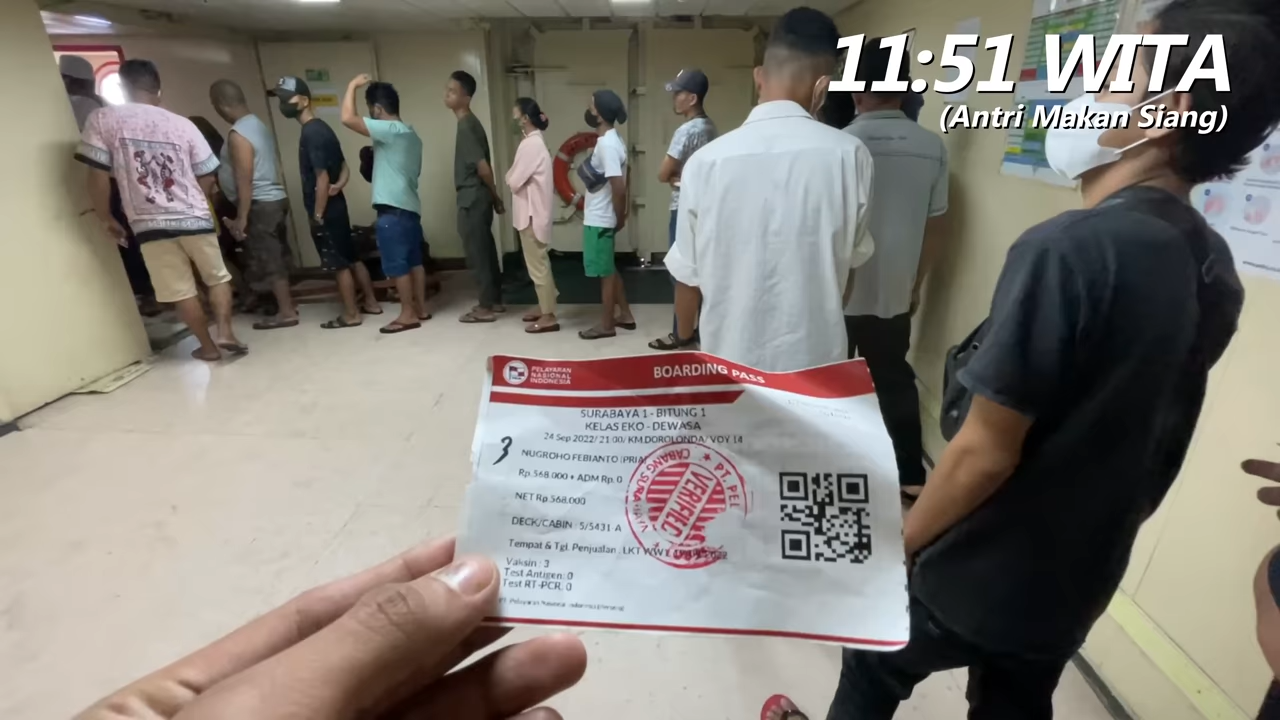 11:51 WITA
(Antri Makan Siang)
PELAYARAN
NASIONAL
INDONESIA
BOARDING PASS
SURABAYA 1 - BITUNG 1
KELAS EKO - DEWASA
24 Sep 2022/ 21:00/ KM.DOROLONDA/ VOY 14
3
NUGROHO FEBIANTO (PRIA)
Rp.568.000 + ADM Rp. 0
NET Rp.568.000
DECK/CABIN : 5/5431 A
Tempat & Tgl. Penjualan : LKT WW1
Vaksin : 3
Test Antigen: 0
Test RT-PCR: 0
PT. PEL
VERIFIED
CABANG SURABAYA